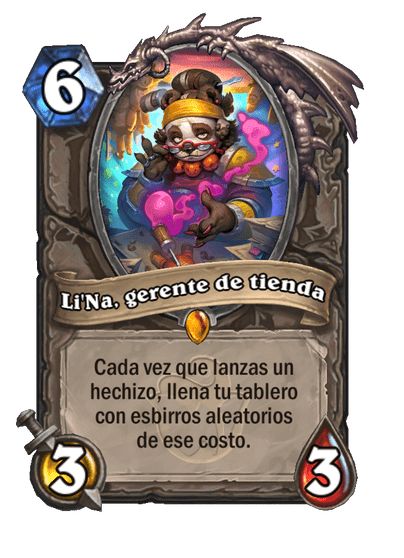 6
Li'Na, gerente de tienda
Cada vez que lanzas un
hechizo, llena tu tablero
con esbirros aleatorios
de ese costo.
3
3